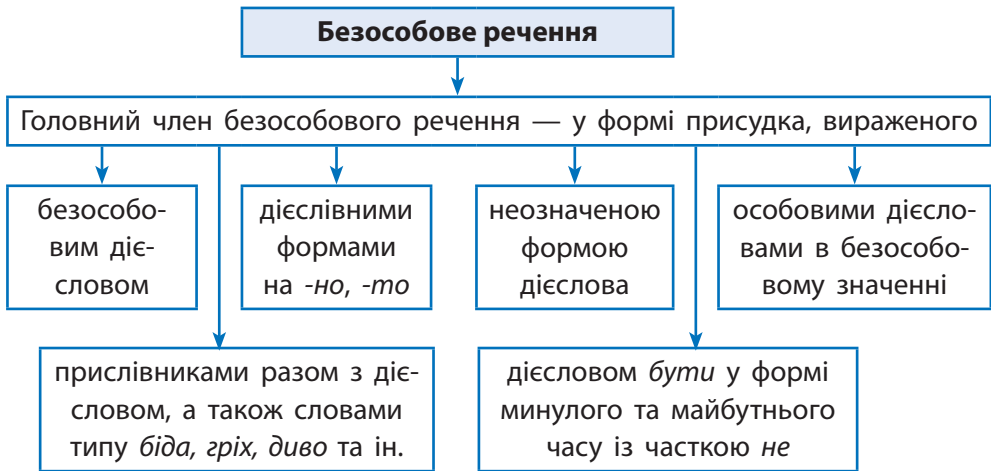 Безособове речення
Головний член безособового речення — у формі присудка, вираженого
безособо-
вим діє-
словом
дієслівними
формами
на -но, -то
неозначеною
формою
дієслова
особовими дієсло-
вами в безособо-
вому значенні
прислівниками разом з діє-
словом, а також словами
типу біда, гріх, диво та ін.
дієсловом бути у формі
минулого та майбутнього
часу із часткою не